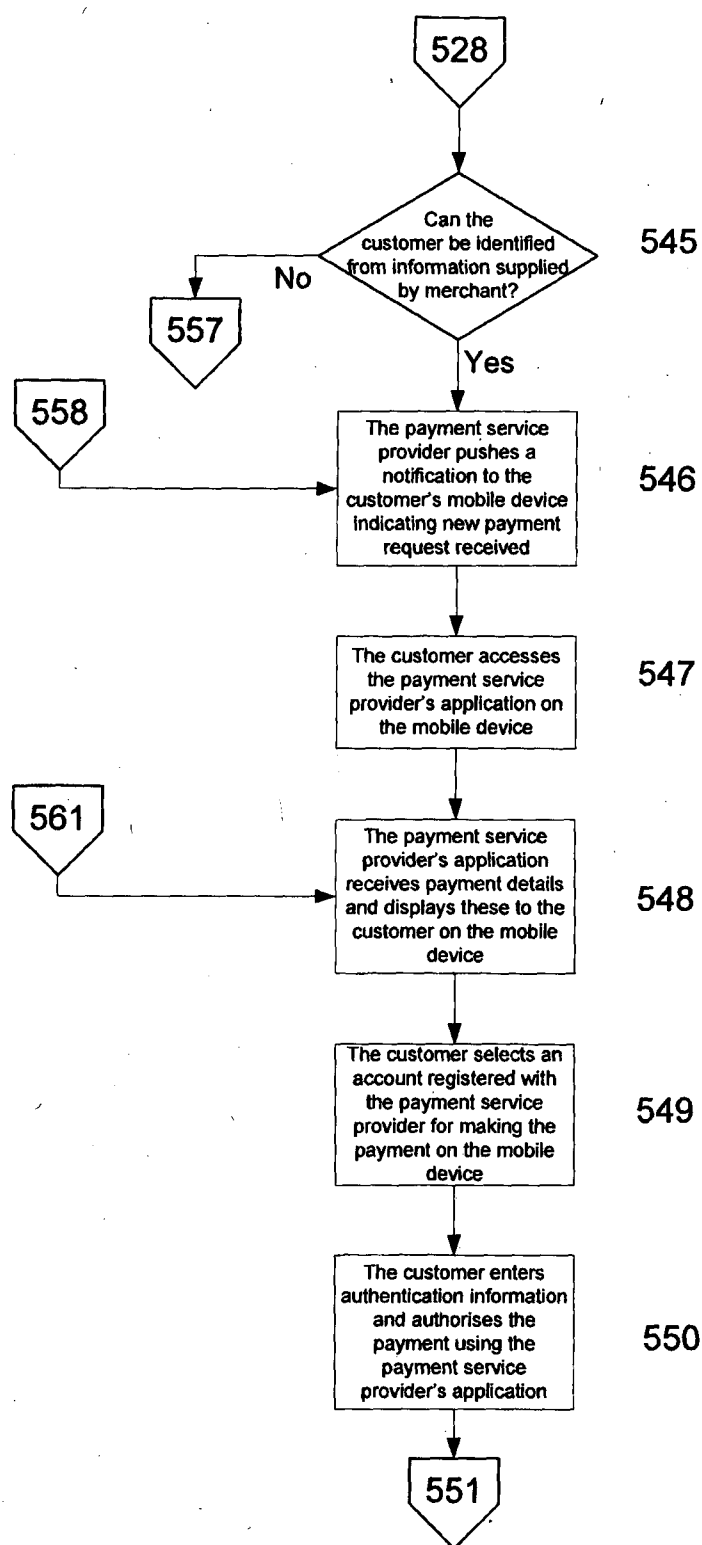 528
Can the
customer be identified
from information supplied
by merchant?
545
No
557
Yes
558
The payment service
provider pushes a
notification to the
customer's mobile device
indicating new payment
request received
546
The customer accesses
the payment service
provider's application on
the mobile device
547
561
The payment service
provider's application
receives payment details
and displays these to the
customer on the mobile
device
548
The customer selects an
account registered with
the payment service
provider for making the
payment on the mobile
device
549
The customer enters
authentication information
and authorises the
payment using the
payment service
provider's application
550
551